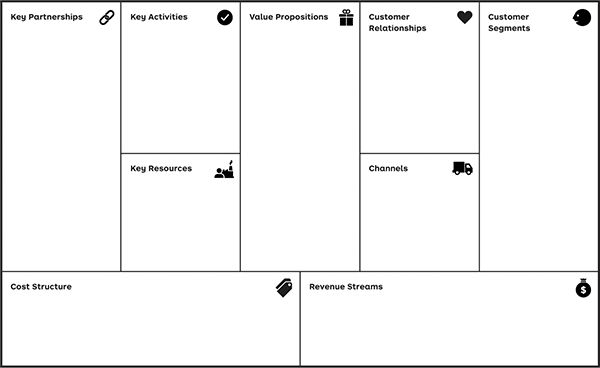 Key Partnerships
Key Activities
Value Propositions
Customer
Relationships
Customer
Segments
Key Resources
Channels
Cost Structure
Revenue Streams
$